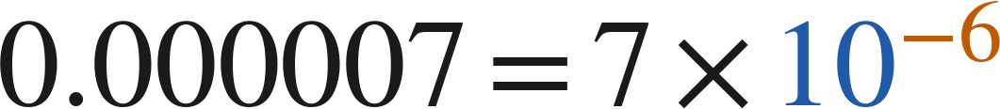 0.000007 = 7 × 10⁻⁶